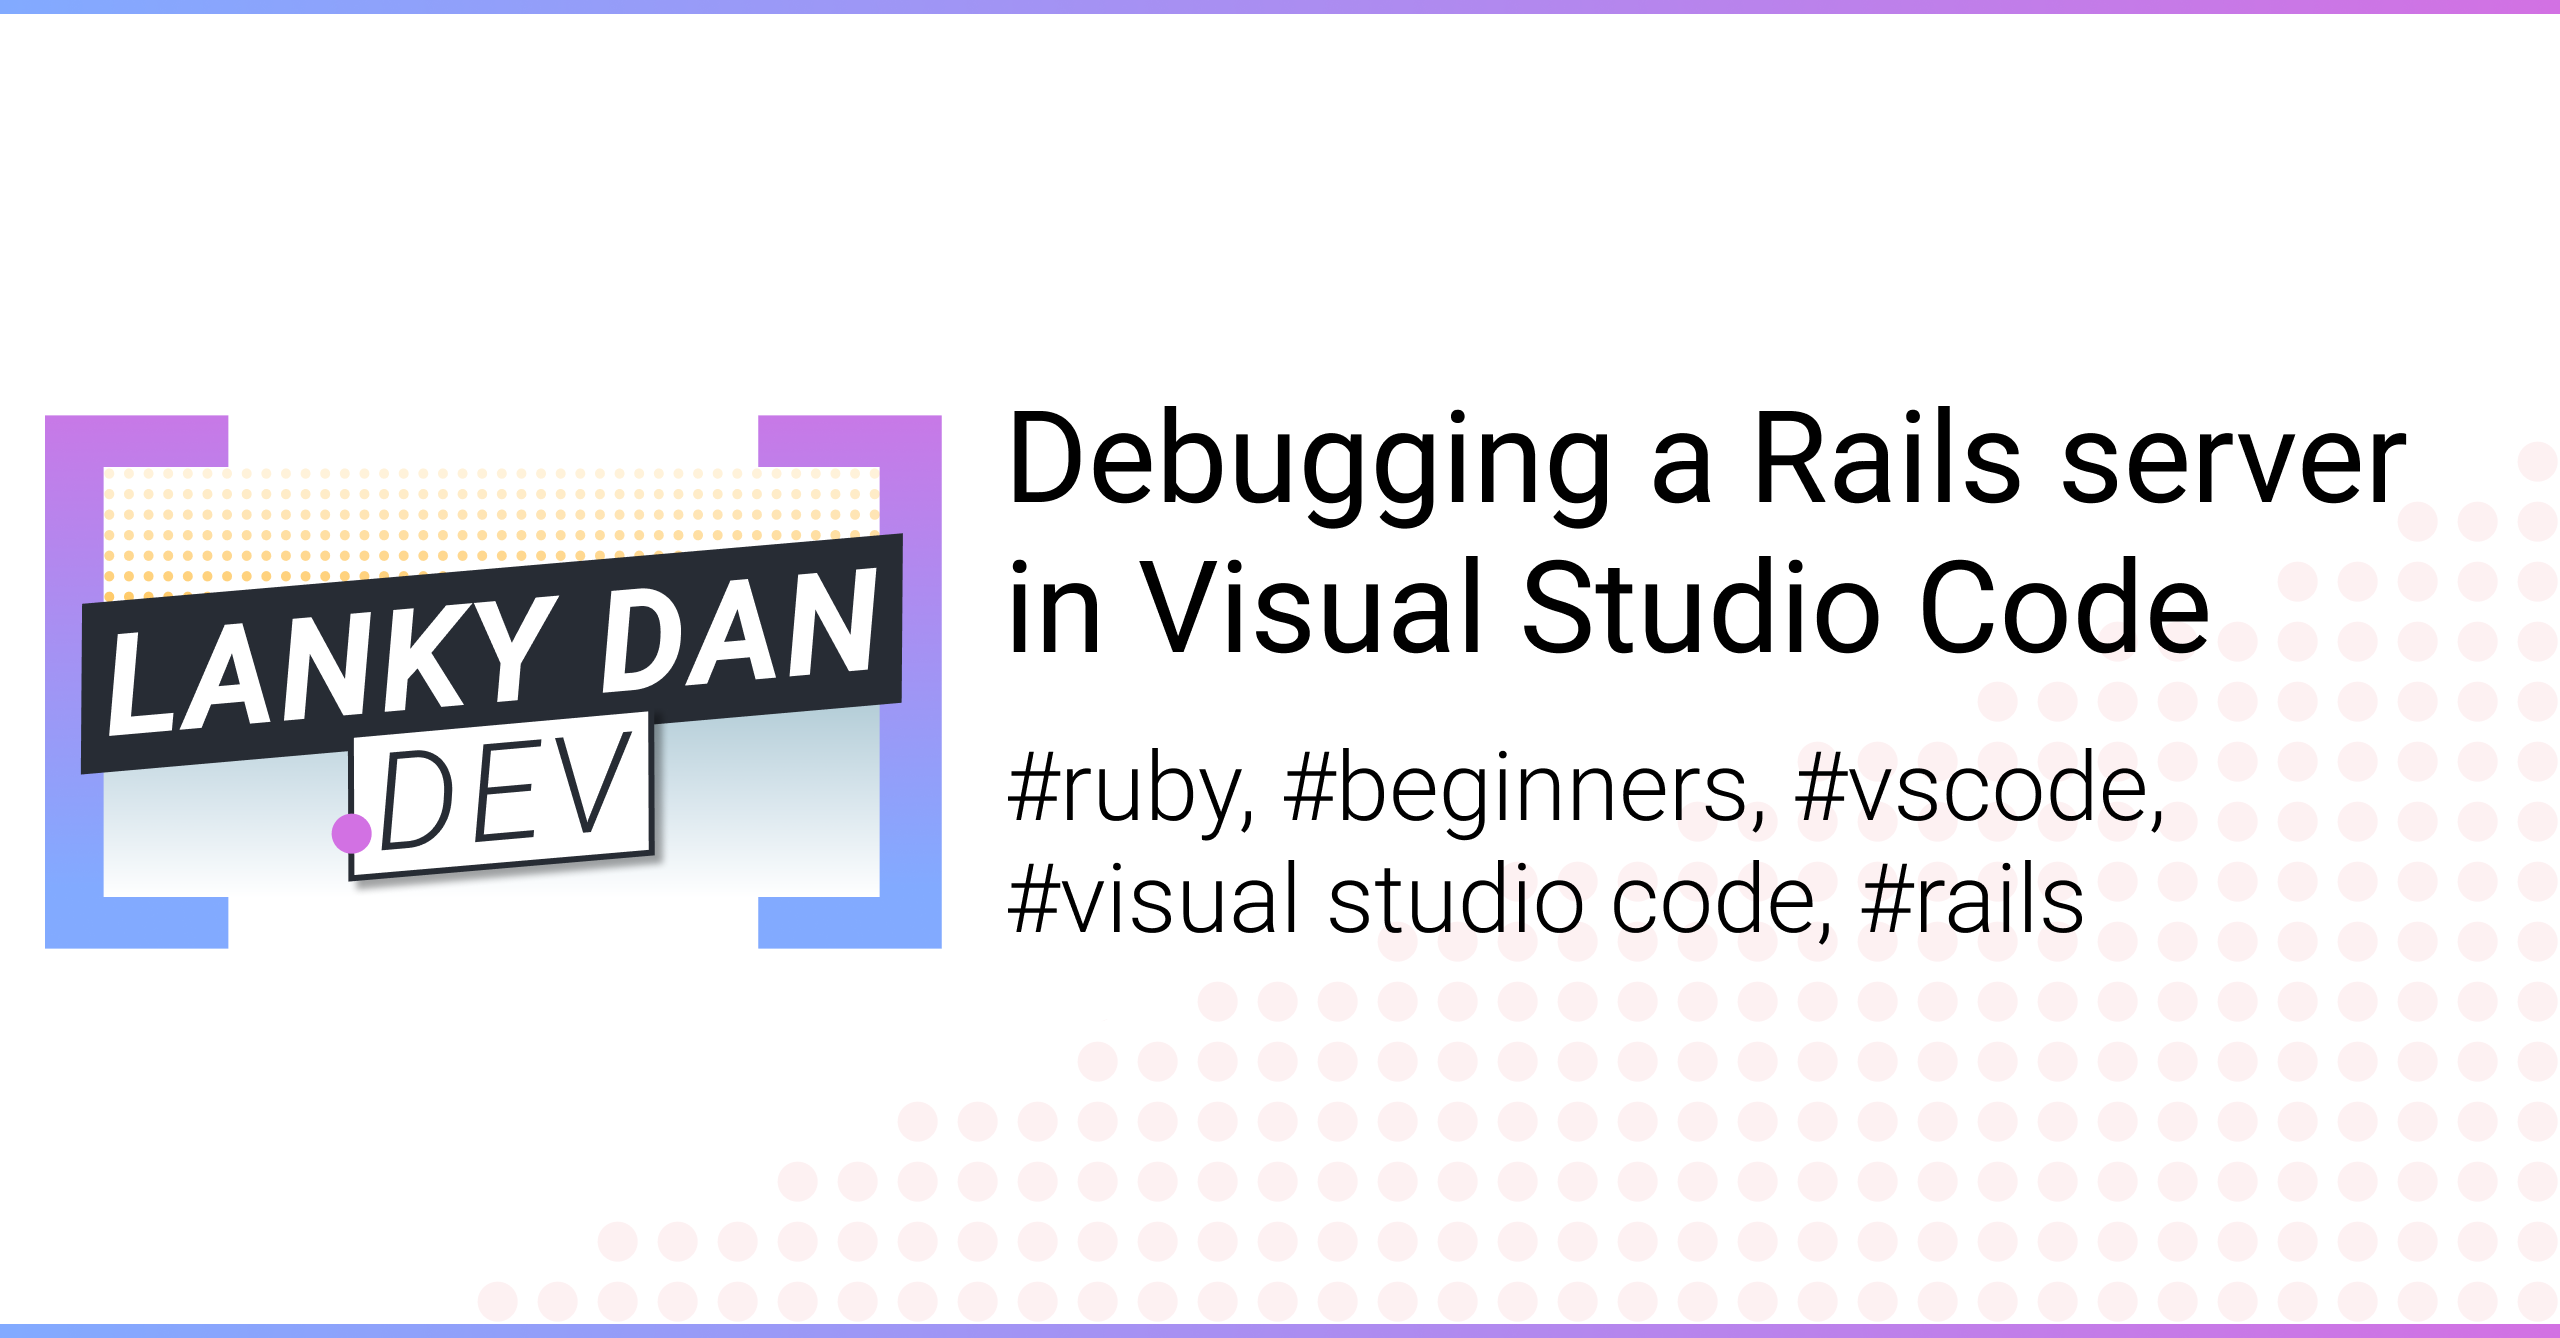 LANKY DAN
.DEV
Debugging a Rails server
in Visual Studio Code
#ruby, #beginners, #vscode,
#visual studio code, #rails